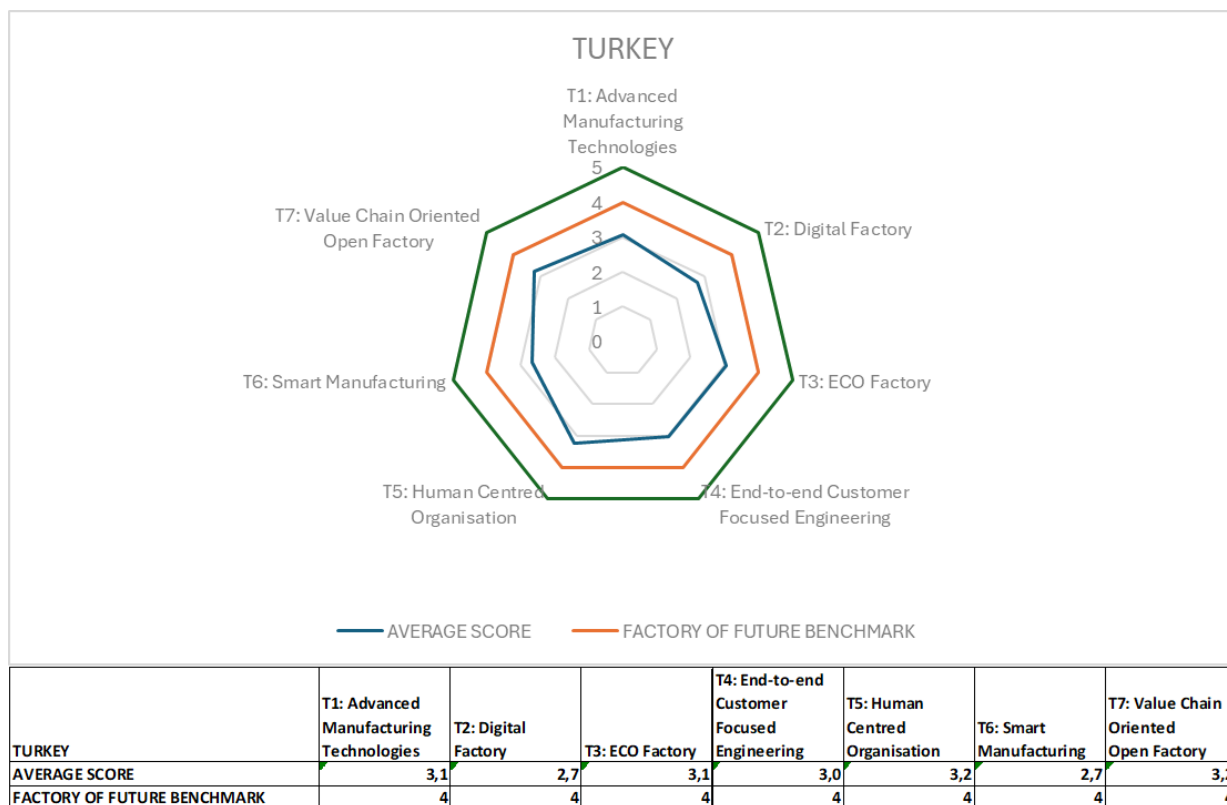 TURKEY
T1: Advanced
Manufacturing
Technologies
5
4
3
2
1
0
T2: Digital Factory
T3: ECO Factory
T4: End-to-end Customer
Focused Engineering
T5: Human Centred
Organisation
T6: Smart Manufacturing
T7: Value Chain Oriented
Open Factory
AVERAGE SCORE
FACTORY OF FUTURE BENCHMARK
TURKEY
T1: Advanced
Manufacturing
Technologies
T2: Digital
Factory
T3: ECO Factory
T4: End-to-end
Customer
Focused
Engineering
T5: Human
Centred
Organisation
T6: Smart
Manufacturing
T7: Value Chain
Oriented
Open Factory
AVERAGE SCORE 3,1 2,7 3,1 3,0 3,2 2,7
FACTORY OF FUTURE BENCHMARK 4 4 4 4 4 4